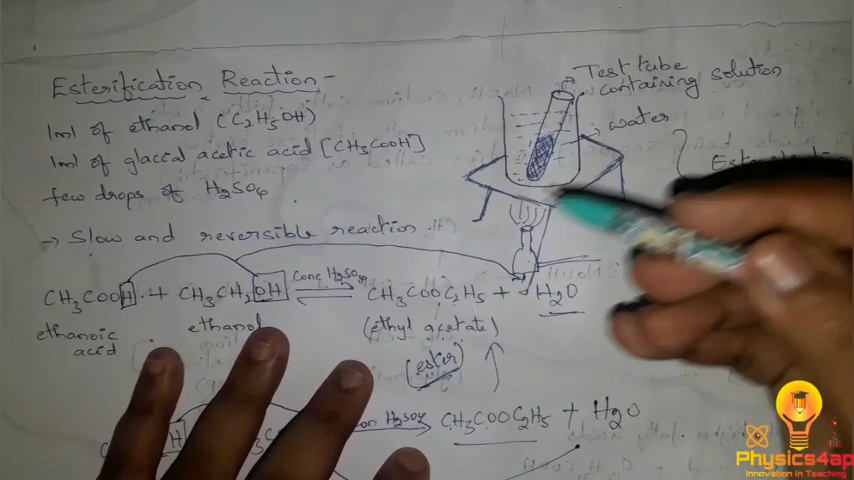 Esterification Reaction -
1ml of ethanol (C2H5OH)
1ml of glacial acetic acid [CH3COOH]
few drops of H2SO4
→ Slow and reversible reaction
Test tube
containing solution
water
CH3COOH + CH3CH2OH ⇌ Conc H2SO4 CH3COOC2H5 + H2O
ethanoic acid
ethanol
(ethyl acetate)
(ester)
con H2SO4 → CH3COOC2H5 + H2O
Physics4ap
Innovation in Teaching